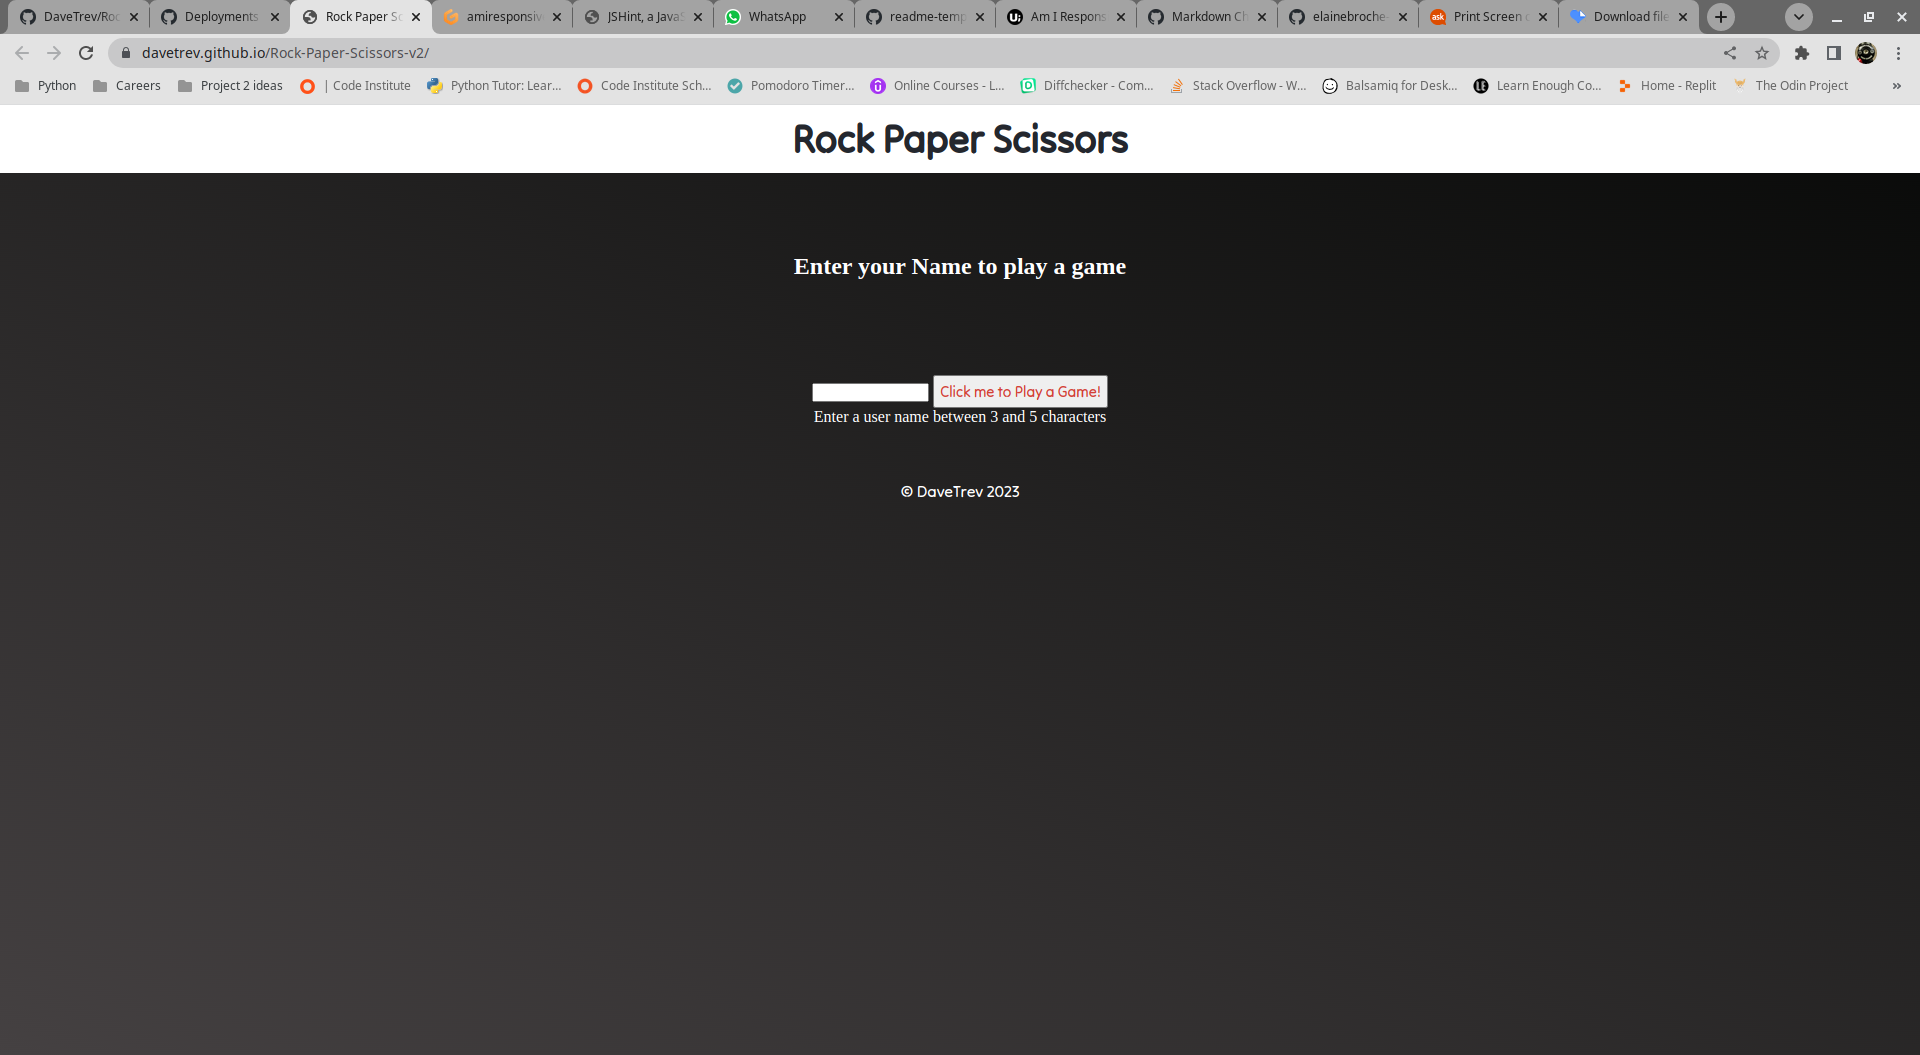 DaveTrev/Roc
Deployments
Rock Paper Sc
amiresponsiv
JSHint, a JavaS
WhatsApp
readme-temp
Am I Respons
Markdown Ch
elainebroche-
Print Screen o
Download file
davetrev.github.io/Rock-Paper-Scissors-v2/
Python
Careers
Project 2 ideas
| Code Institute
Python Tutor: Lear...
Code Institute Sch...
Pomodoro Timer...
Online Courses - L...
Diffchecker - Com...
Stack Overflow - W...
Balsamiq for Desk...
Learn Enough Co...
Home - Replit
The Odin Project
Rock Paper Scissors
Enter your Name to play a game
Click me to Play a Game!
Enter a user name between 3 and 5 characters
© DaveTrev 2023